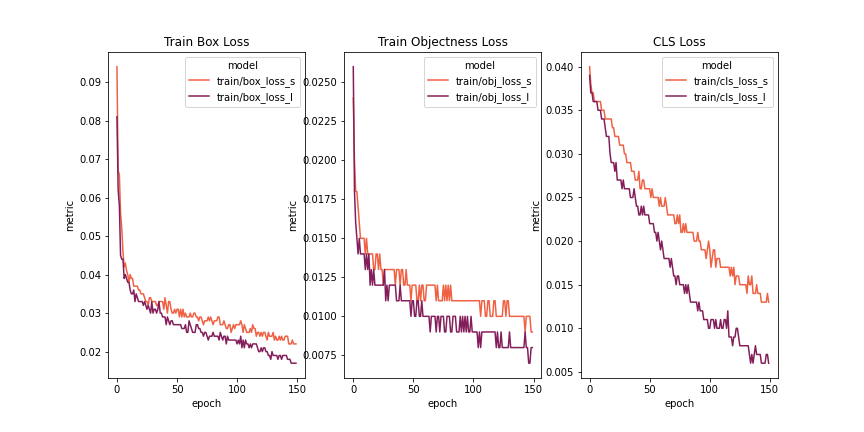 Train Box Loss
metric
0.09
0.08
0.07
0.06
0.05
0.04
0.03
0.02
model
train/box_loss_s
train/box_loss_l
0
50
100
150
epoch
Train Objectness Loss
metric
0.0250
0.0225
0.0200
0.0175
0.0150
0.0125
0.0100
0.0075
model
train/obj_loss_s
train/obj_loss_l
0
50
100
150
epoch
CLS Loss
metric
0.040
0.035
0.030
0.025
0.020
0.015
0.010
0.005
model
train/cls_loss_s
train/cls_loss_l
0
50
100
150
epoch